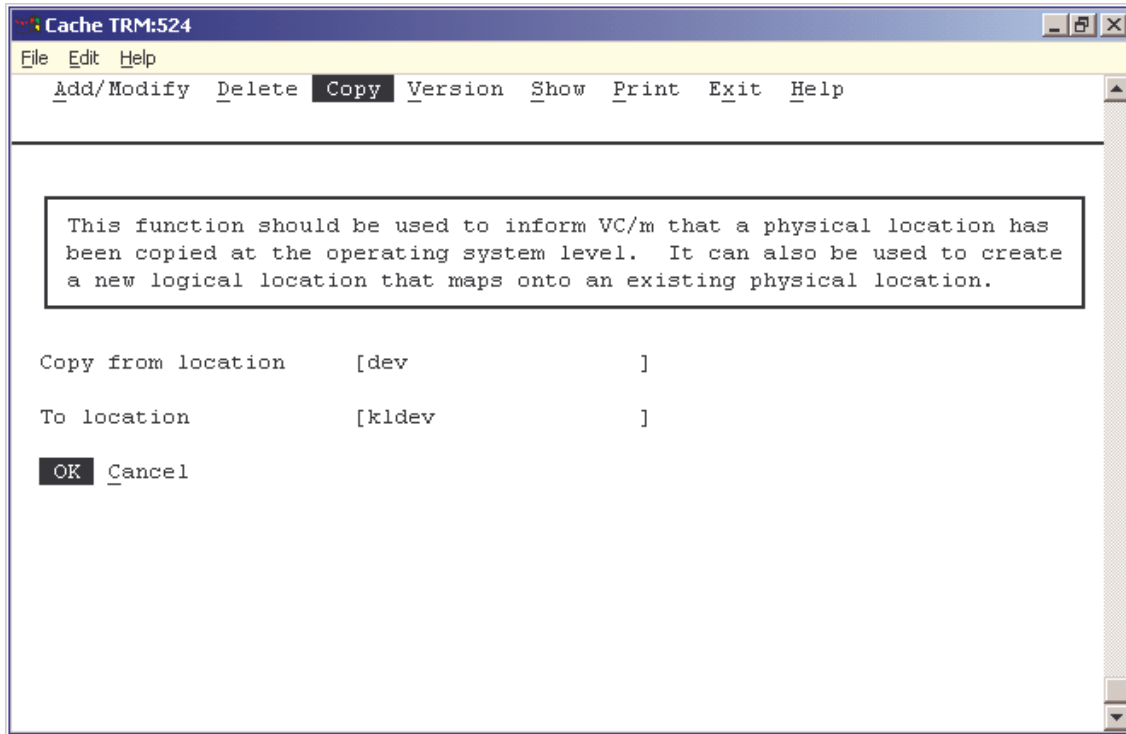 Cache TRM:524
File Edit Help
Add/Modify Delete Copy Version Show Print Exit Help
This function should be used to inform VC/m that a physical location has
been copied at the operating system level. It can also be used to create
a new logical location that maps onto an existing physical location.
Copy from location [dev ]
To location [kldev ]
OK Cancel